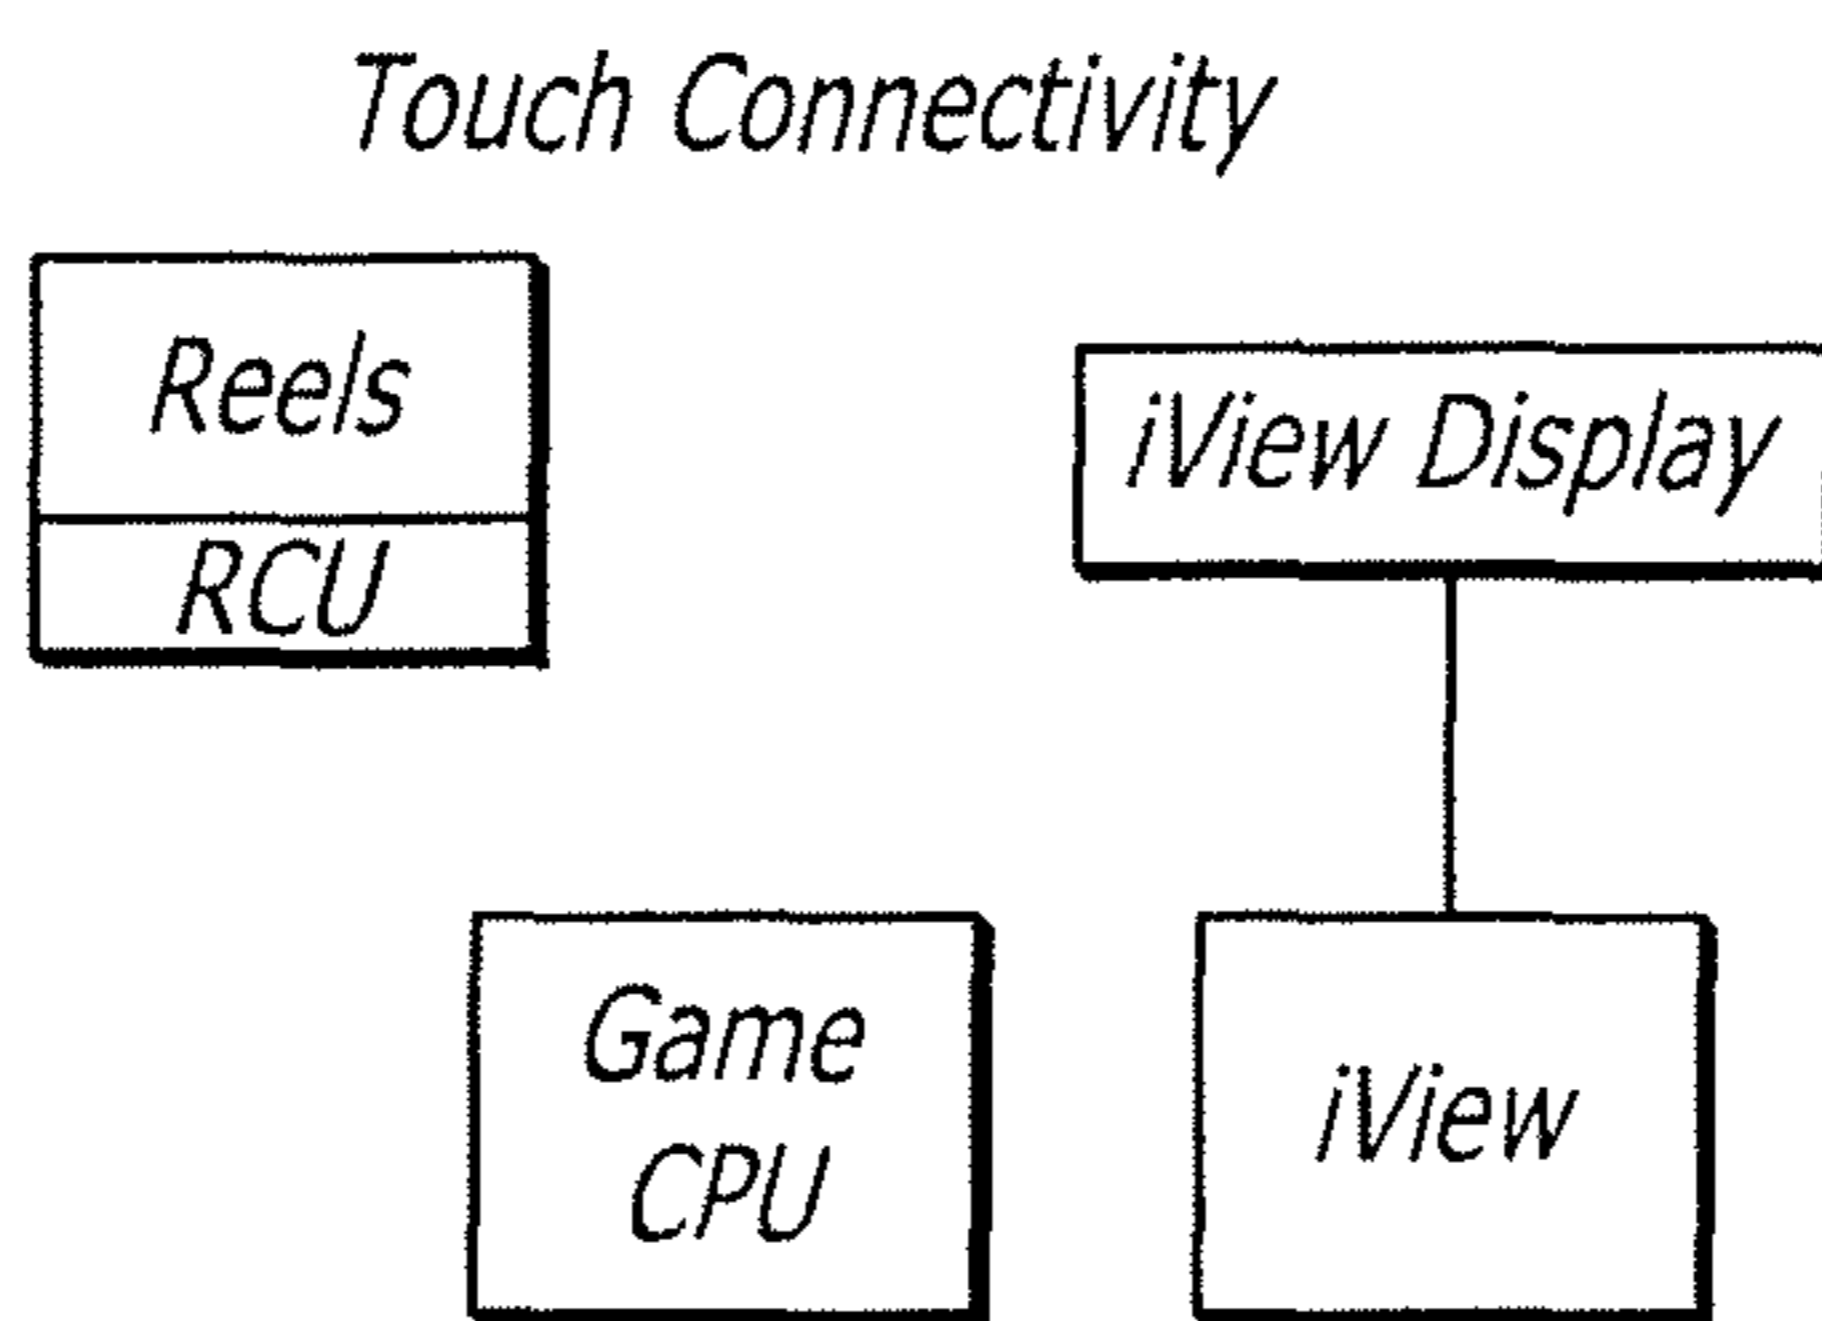 Touch Connectivity
Reels
RCU
iView Display
Game
CPU
iView